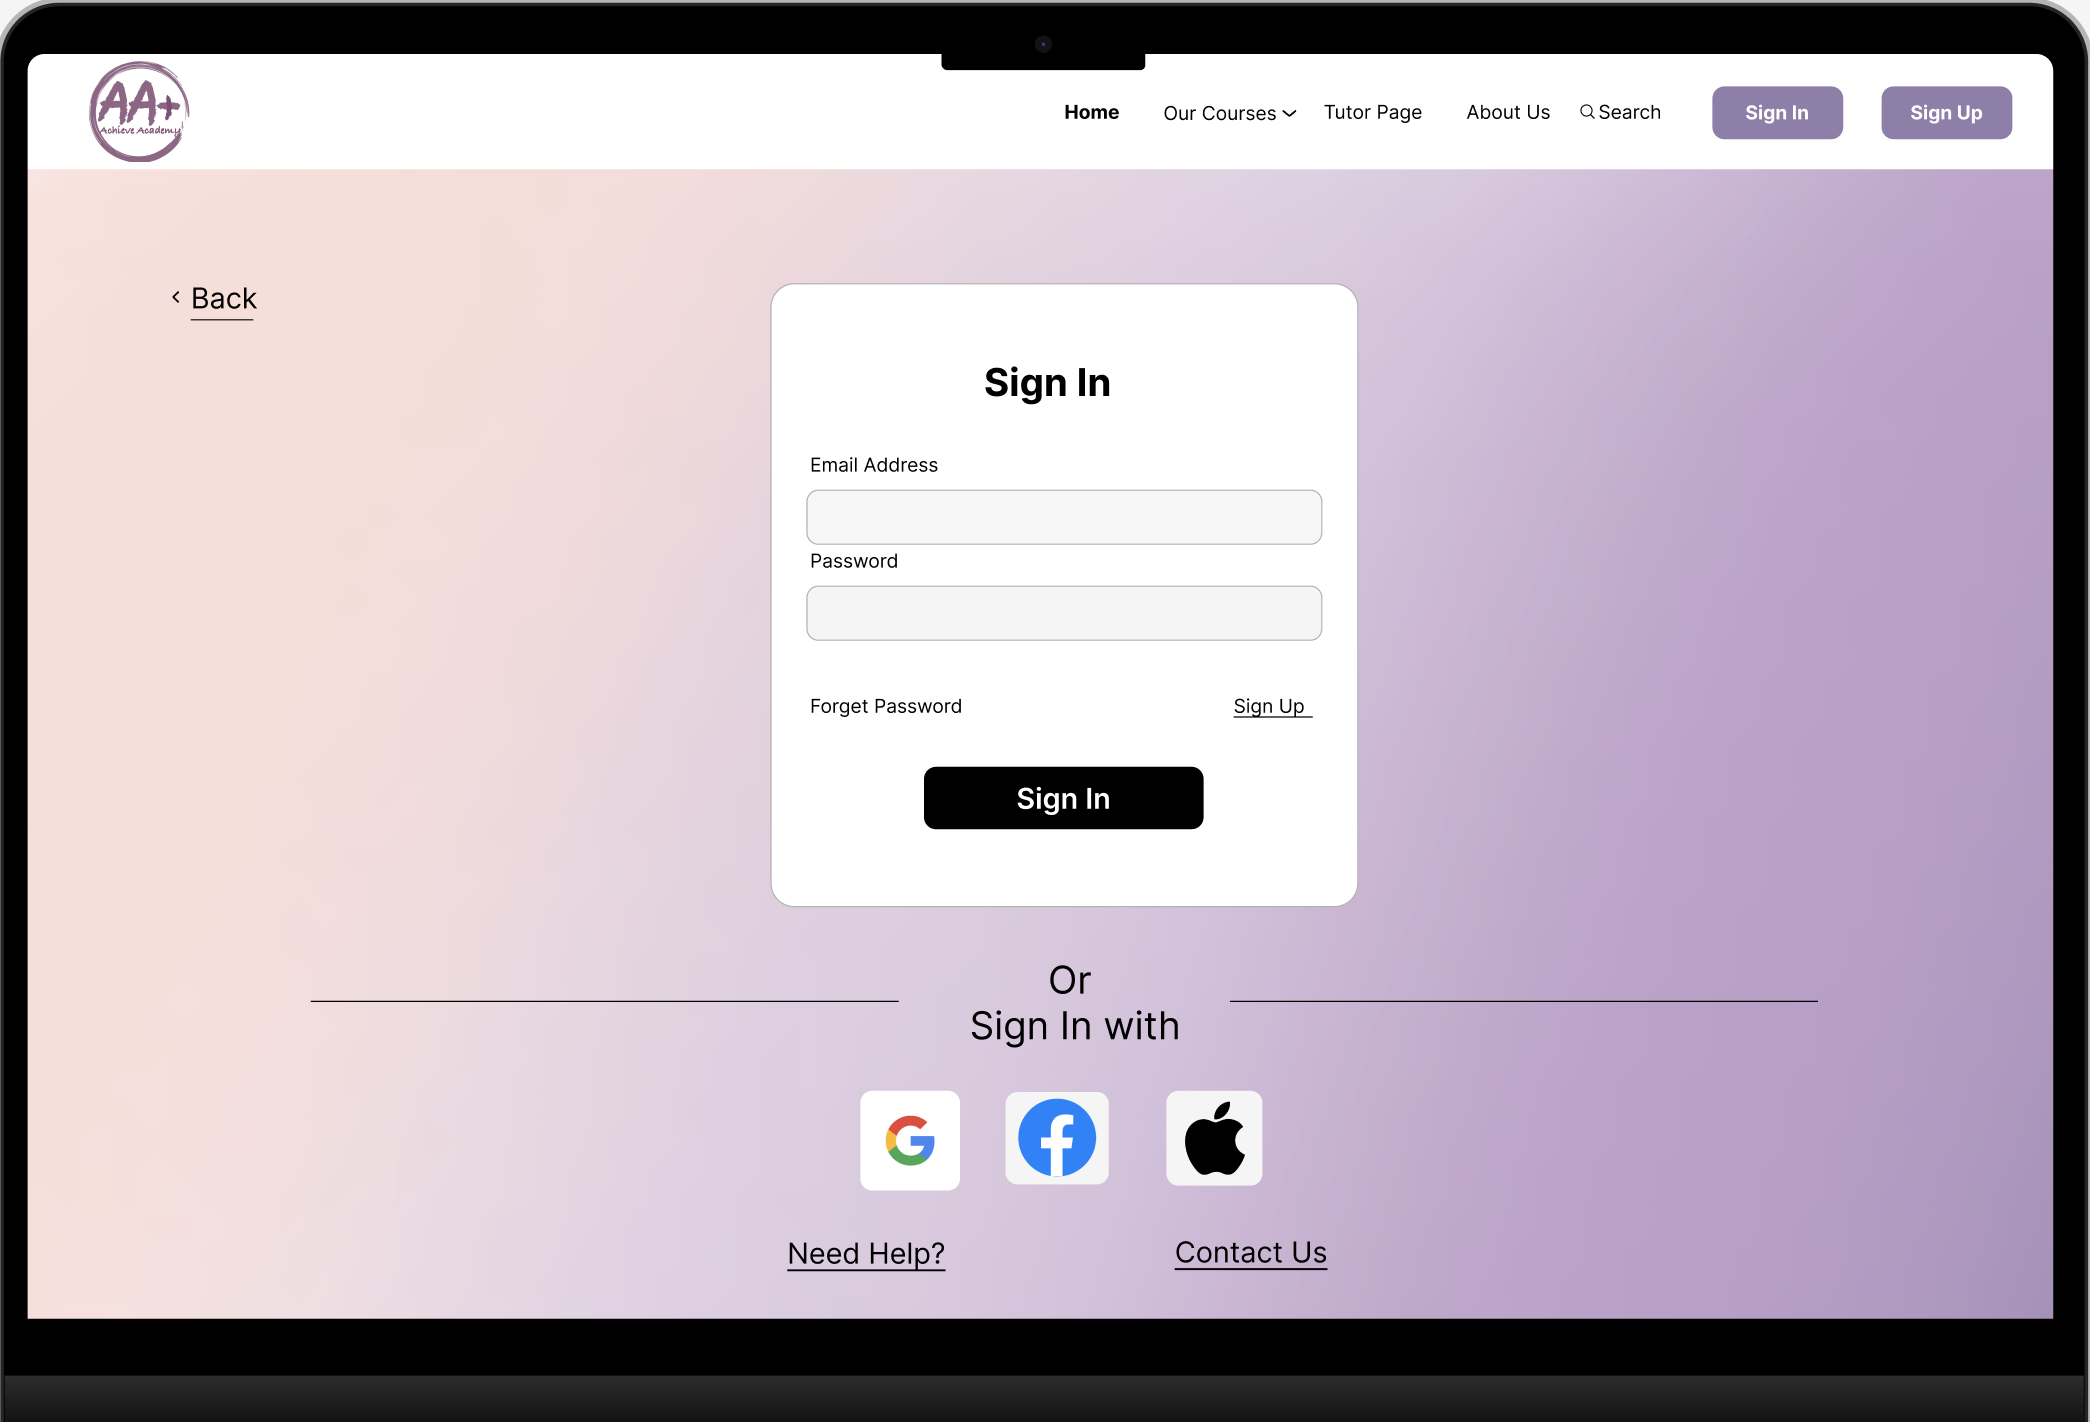 AA+
Achieve Academy
Home Our Courses Tutor Page About Us Search Sign In Sign Up
Back
Sign In
Email Address
Password
Forget Password Sign Up
Sign In
Or
Sign In with
Need Help? Contact Us